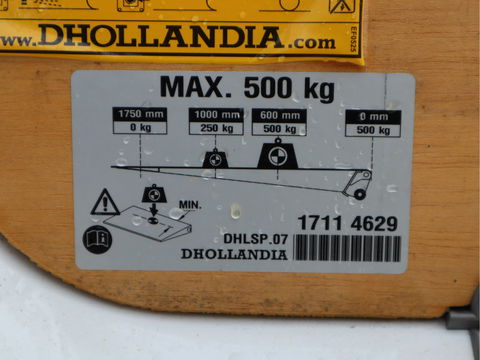 www.DHOLLANDIA.com
EF0525
MAX. 500 kg
1750 mm 1000 mm 600 mm 0 mm
0 kg 250 kg 500 kg 500 kg
MIN.
DHLSP.07
DHOLLANDIA
1711 4629